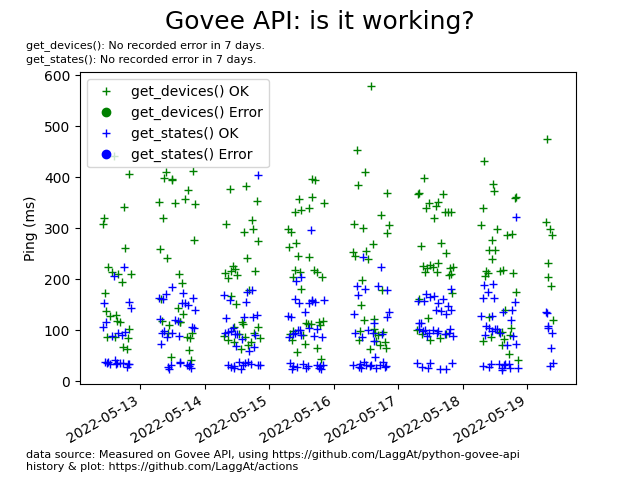 Govee API: is it working?
get_devices(): No recorded error in 7 days.
get_states(): No recorded error in 7 days.
600
500
400
300
200
100
0
Ping (ms)
get_devices() OK
get_devices() Error
get_states() OK
get_states() Error
2022-05-13
2022-05-14
2022-05-15
2022-05-16
2022-05-17
2022-05-18
2022-05-19
data source: Measured on Govee API, using https://github.com/LaggAt/python-govee-api
history & plot: https://github.com/LaggAt/actions